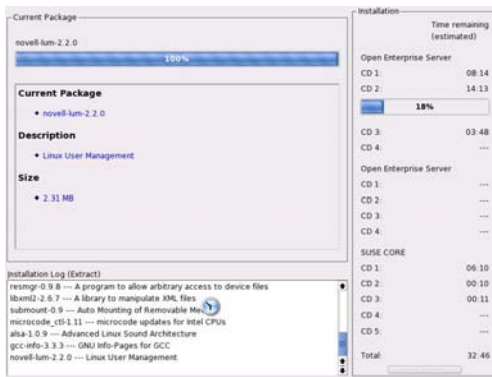 Current Package
novell-lum-2.2.0
100%
Current Package
novell-lum-2.2.0
Description
Linux User Management
Size
2.31 MB
Installation Log (Extract)
resmgr-0.9.8 --- A program to allow arbitrary access to device files
libxml2-2.6.7 --- A library to manipulate XML files
submount-0.9 --- Auto Mounting of Removable
microcode_ctl-1.11 --- microcode updates for Intel CPUs
alsa-1.0.9 --- Advanced Linux Sound Architecture
gcc-info-3.3.3 --- GNU Info-Pages for GCC
novell-lum-2.2.0 --- Linux User Management
Installation
Time remaining
(estimated)
Open Enterprise Server
CD 1: 08:14
CD 2: 14:13
18%
CD 3: 03:48
CD 4: ---
Open Enterprise Server
CD 1: ---
CD 2: ---
CD 3: ---
CD 4: ---
SUSE CORE
CD 1: 06:10
CD 2: 00:10
CD 3: 00:11
CD 4: ---
CD 5: ---
Total: 32:46